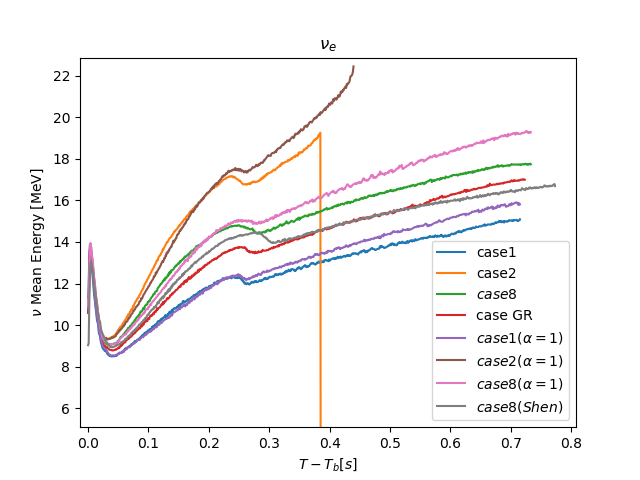 νₑ
ν Mean Energy [MeV]
22
20
18
16
14
12
10
8
6
0.0 0.1 0.2 0.3 0.4 0.5 0.6 0.7 0.8
T − T_b[s]
case1
case2
case8
case GR
case1(α = 1)
case2(α = 1)
case8(α = 1)
case8(Shen)